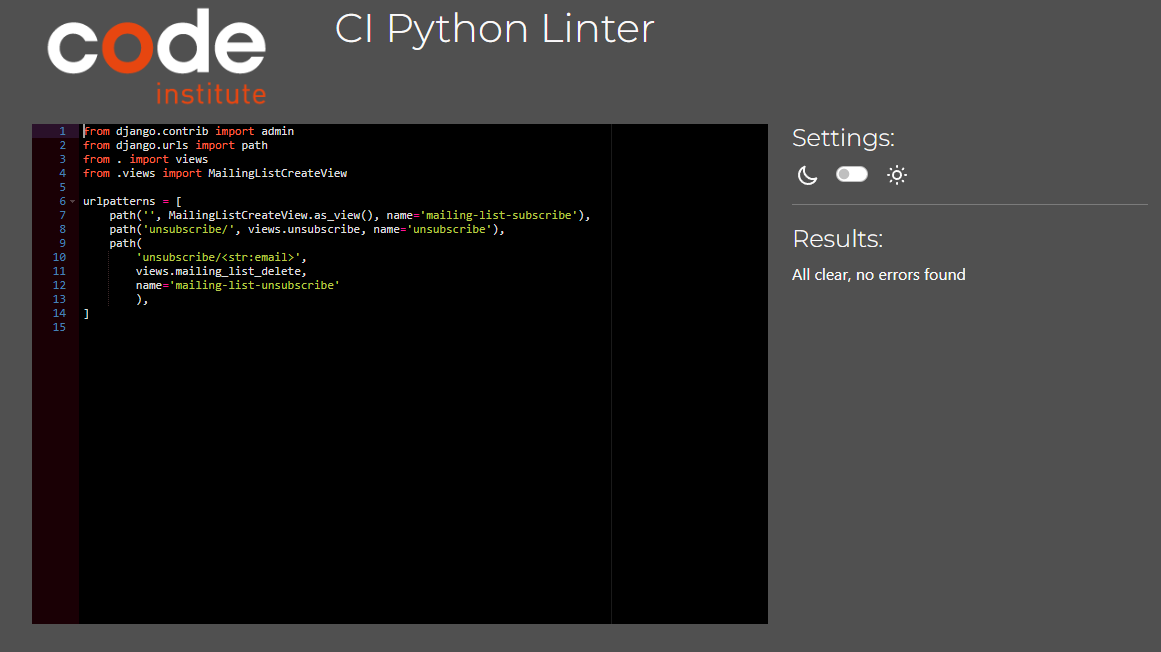 code
institute
CI Python Linter
1 from django.contrib import admin
2 from django.urls import path
3 from . import views
4 from .views import MailingListCreateView
5
6 urlpatterns = [
7     path('', MailingListCreateView.as_view(), name='mailing-list-subscribe'),
8     path('unsubscribe/', views.unsubscribe, name='unsubscribe'),
9     path(
10         'unsubscribe/<str:email>',
11         views.mailing_list_delete,
12         name='mailing-list-unsubscribe'
13         ),
14 ]
15
Settings:
Results:
All clear, no errors found